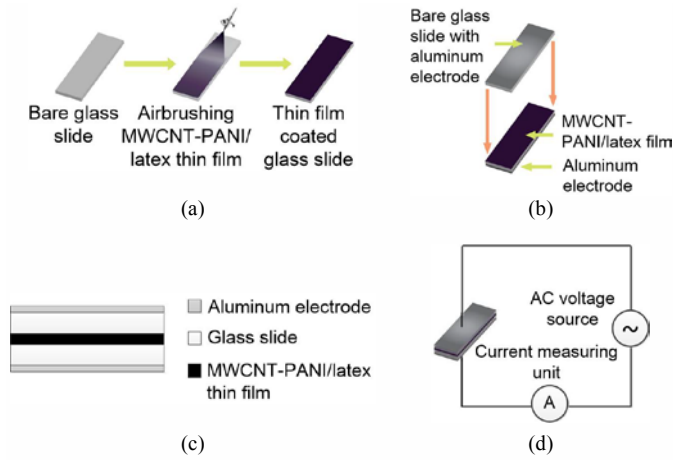 Bare glass
slide
Airbrushing
MWCNT-PANI/
latex thin film
Thin film
coated
glass slide
(a)
Bare glass
slide with
aluminum
electrode
MWCNT-
PANI/latex film
Aluminum
electrode
(b)
Aluminum electrode
Glass slide
MWCNT-PANI/latex
thin film
(c)
AC voltage
source
~
Current measuring
unit
A
(d)